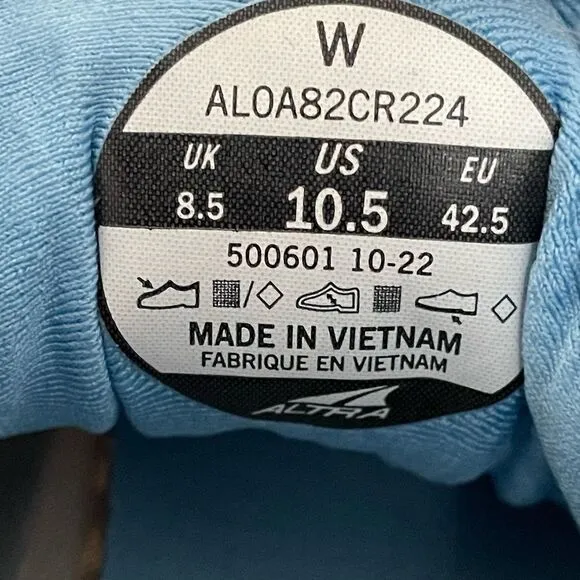 W
AL0A82CR224
UK US EU
8.5 10.5 42.5
500601 10-22
MADE IN VIETNAM
FABRIQUE EN VIETNAM
ALTRA